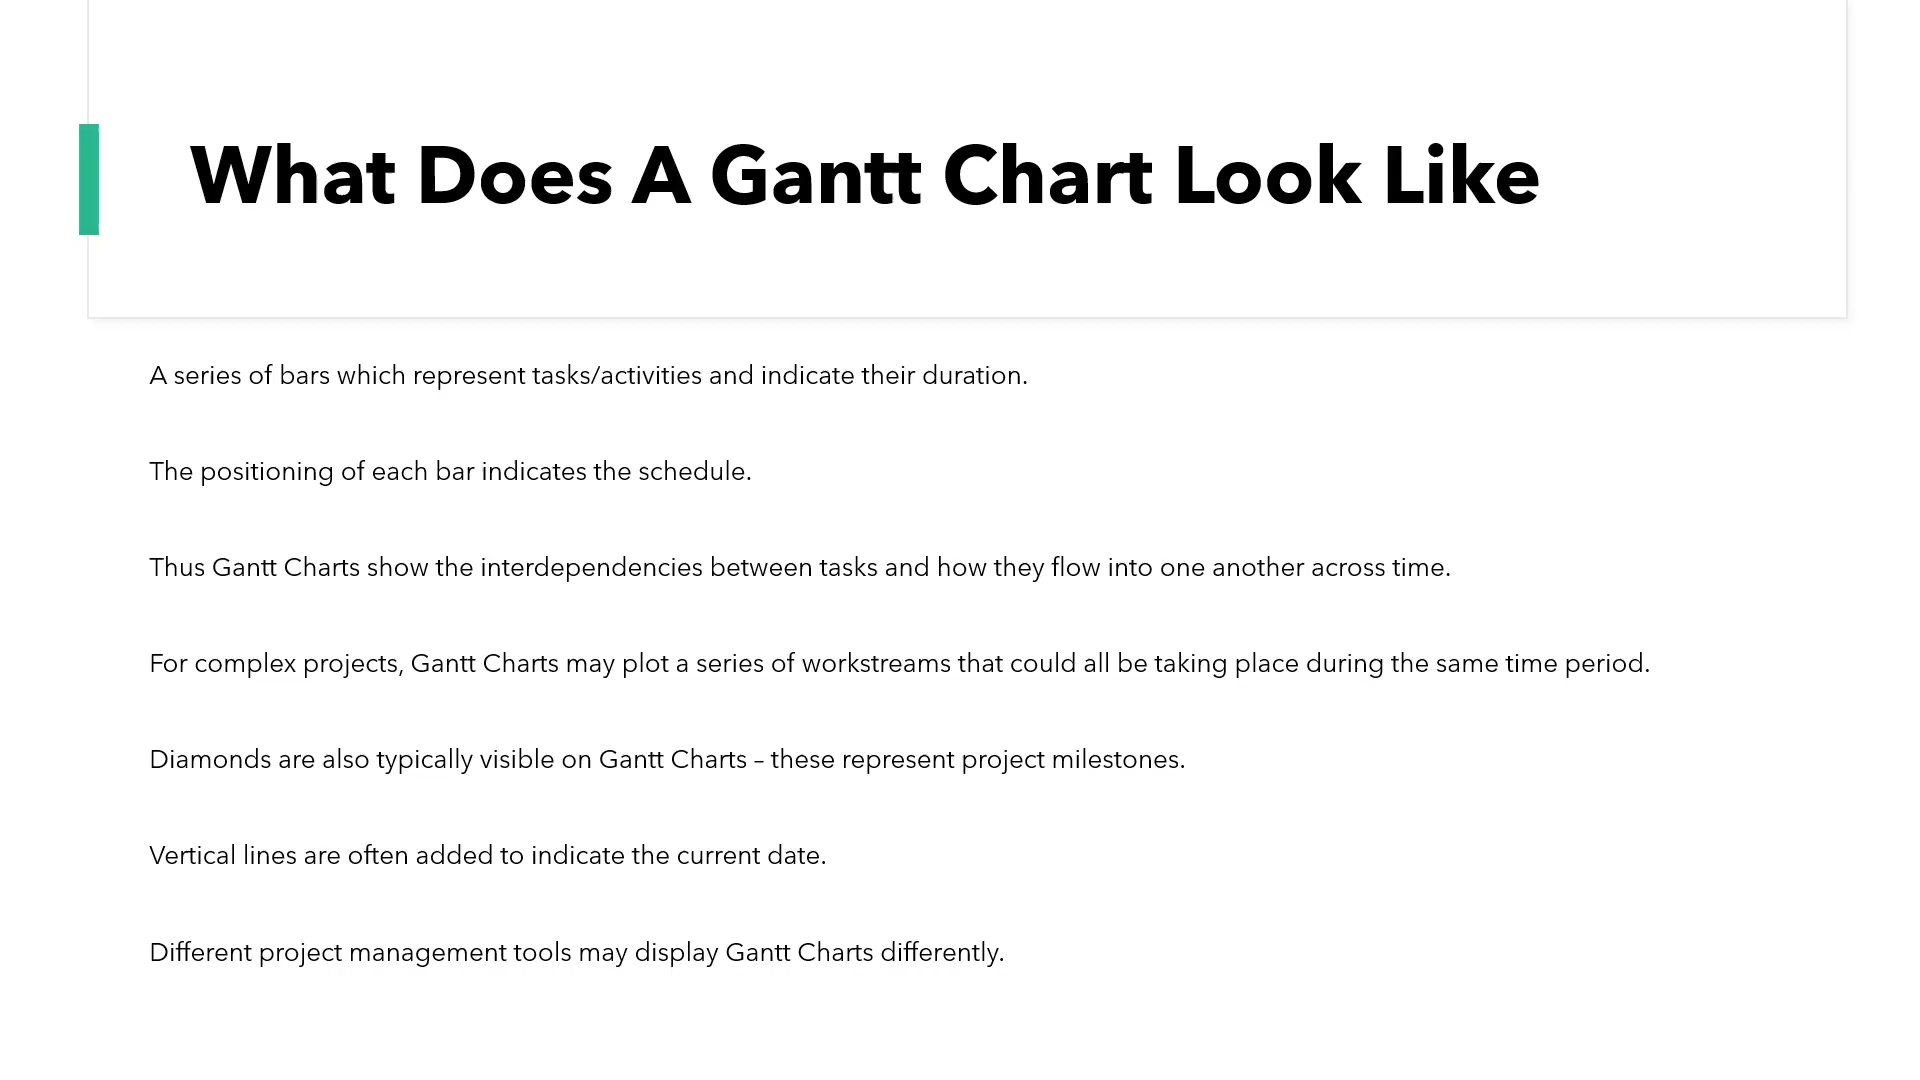 What Does A Gantt Chart Look Like
A series of bars which represent tasks/activities and indicate their duration.
The positioning of each bar indicates the schedule.
Thus Gantt Charts show the interdependencies between tasks and how they flow into one another across time.
For complex projects, Gantt Charts may plot a series of workstreams that could all be taking place during the same time period.
Diamonds are also typically visible on Gantt Charts – these represent project milestones.
Vertical lines are often added to indicate the current date.
Different project management tools may display Gantt Charts differently.